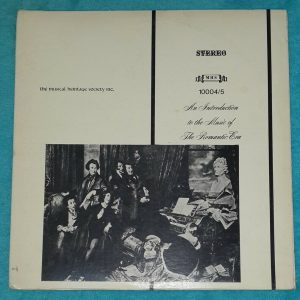 STEREO
MHS
the musical heritage society inc.
10004/5
An Introduction
to the Music of
The Romantic Era